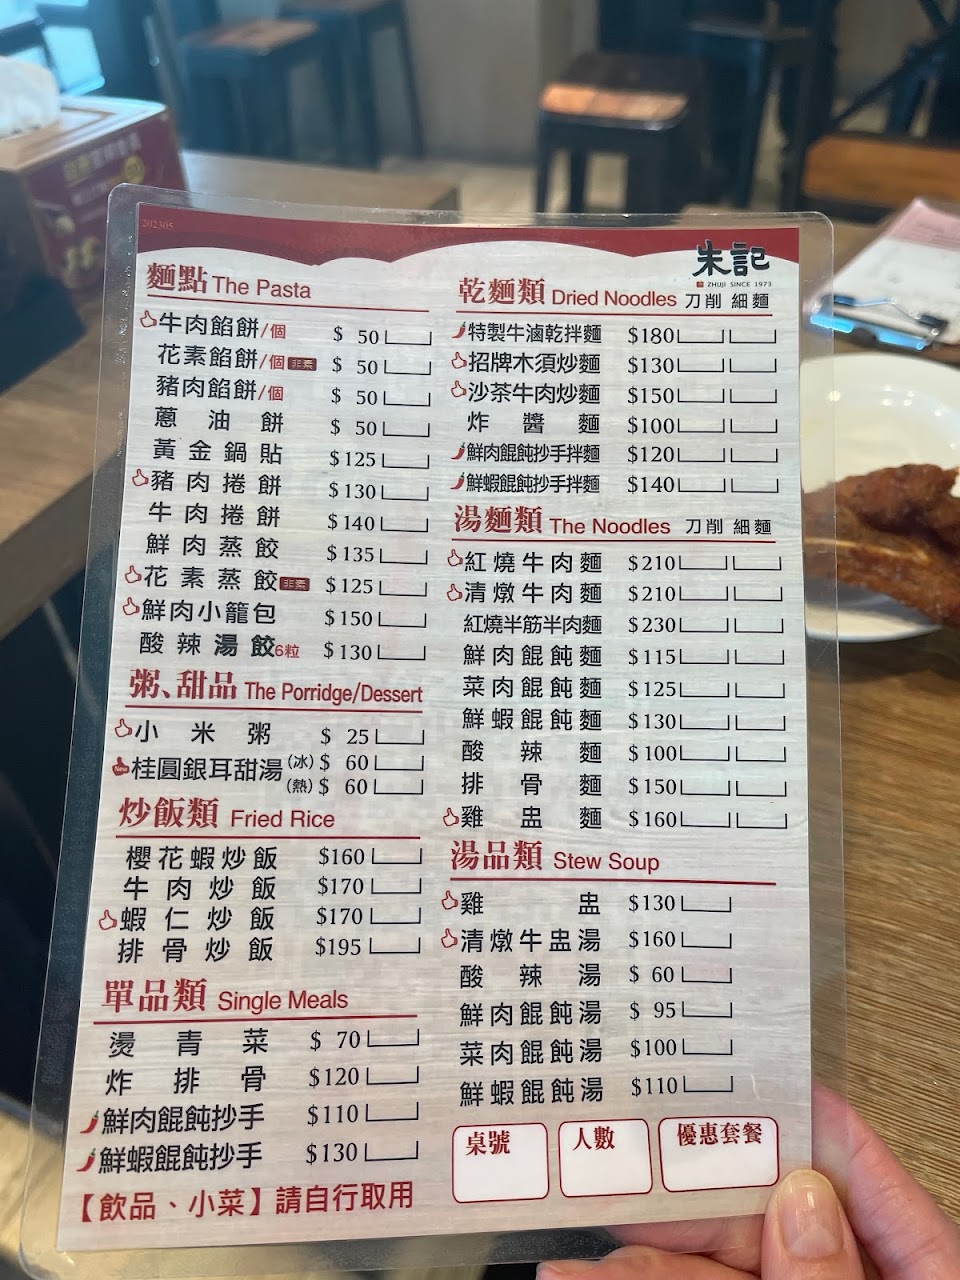 202305
朱記
ZHUJI SINCE 1973
麵點 The Pasta
牛肉餡餅/個 $ 50
花素餡餅/個 非素 $ 50
豬肉餡餅/個 $ 50
蔥油餅 $ 50
黃金鍋貼 $125
豬肉捲餅 $130
牛肉捲餅 $140
鮮肉蒸餃 $135
花素蒸餃 非素 $125
鮮肉小籠包 $150
酸辣湯餃6粒 $130
粥、甜品 The Porridge/Dessert
小米粥 $ 25
桂圓銀耳甜湯 (冰) $ 60
(熱) $ 60
炒飯類 Fried Rice
櫻花蝦炒飯 $160
牛肉炒飯 $170
蝦仁炒飯 $170
排骨炒飯 $195
單品類 Single Meals
燙青菜 $ 70
炸排骨 $120
鮮肉餛飩抄手 $110
鮮蝦餛飩抄手 $130
【飲品、小菜】請自行取用
乾麵類 Dried Noodles 刀削 細麵
特製牛滷乾拌麵 $180
招牌木須炒麵 $130
沙茶牛肉炒麵 $150
炸醬麵 $100
鮮肉餛飩抄手拌麵 $120
鮮蝦餛飩抄手拌麵 $140
湯麵類 The Noodles 刀削 細麵
紅燒牛肉麵 $210
清燉牛肉麵 $210
紅燒半筋半肉麵 $230
鮮肉餛飩麵 $115
菜肉餛飩麵 $125
鮮蝦餛飩麵 $130
酸辣麵 $100
排骨麵 $150
雞盅麵 $160
湯品類 Stew Soup
雞盅 $130
清燉牛盅湯 $160
酸辣湯 $ 60
鮮肉餛飩湯 $ 95
菜肉餛飩湯 $100
鮮蝦餛飩湯 $110
桌號 人數 優惠套餐